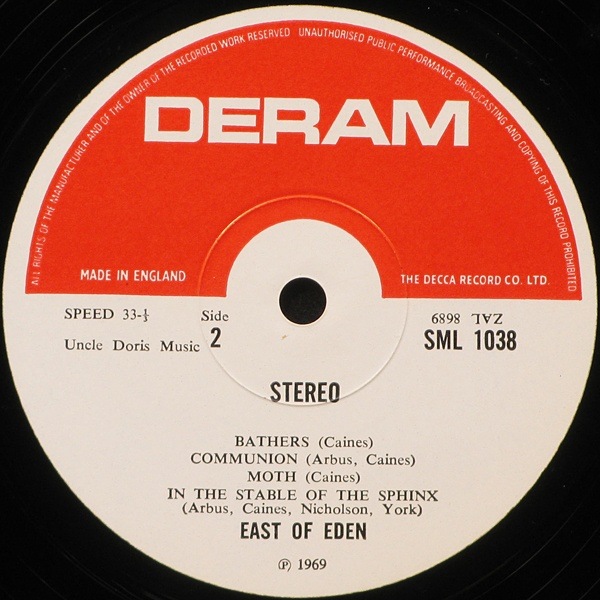 ALL RIGHTS OF THE MANUFACTURER AND OF THE OWNER OF THE RECORDED WORK RESERVED UNAUTHORISED PUBLIC PERFORMANCE BROADCASTING AND COPYING OF THIS RECORD PROHIBITED
DERAM
MADE IN ENGLAND
THE DECCA RECORD CO. LTD.
SPEED 33-⅓
Side
2
ZAL 6898
Uncle Doris Music
SML 1038
STEREO
BATHERS (Caines)
COMMUNION (Arbus, Caines)
MOTH (Caines)
IN THE STABLE OF THE SPHINX
(Arbus, Caines, Nicholson, York)
EAST OF EDEN
℗ 1969